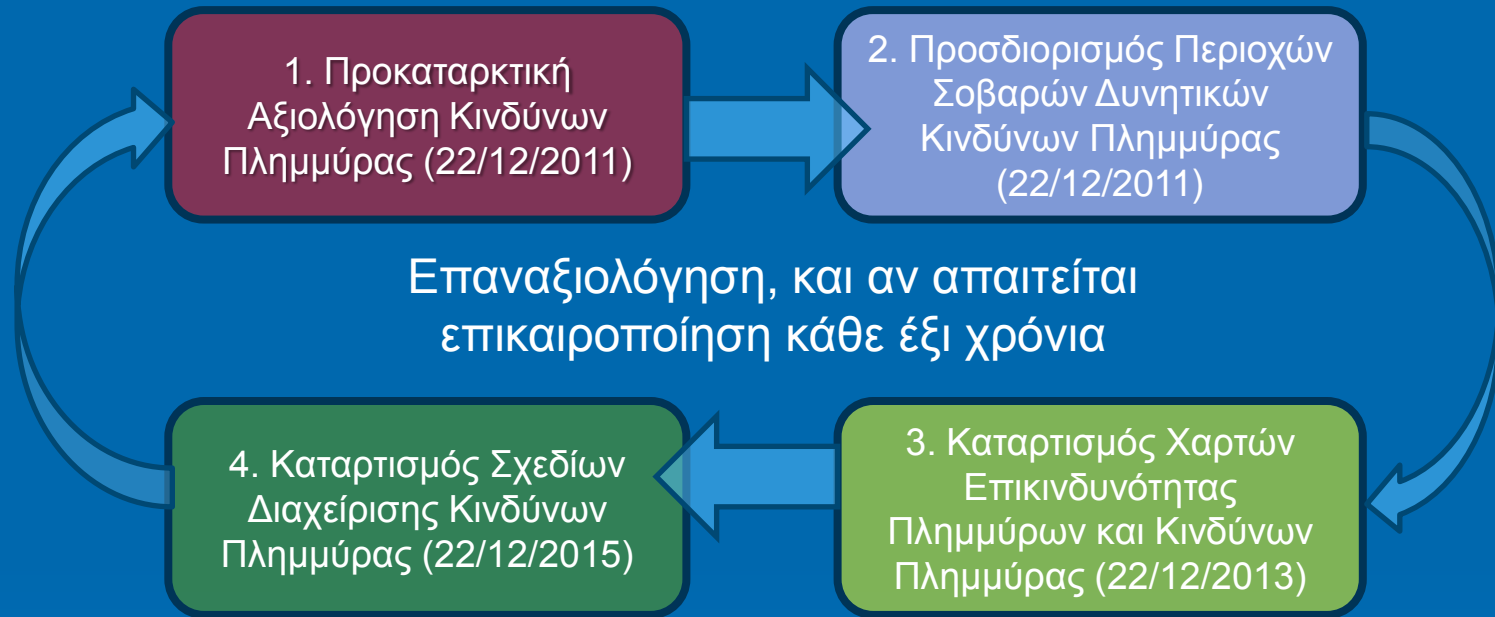 1. Προκαταρκτική
Αξιολόγηση Κινδύνων
Πλημμύρας (22/12/2011)
2. Προσδιορισμός Περιοχών
Σοβαρών Δυνητικών
Κινδύνων Πλημμύρας
(22/12/2011)
Επαναξιολόγηση, και αν απαιτείται
επικαιροποίηση κάθε έξι χρόνια
3. Καταρτισμός Χαρτών
Επικινδυνότητας
Πλημμύρων και Κινδύνων
Πλημμύρας (22/12/2013)
4. Καταρτισμός Σχεδίων
Διαχείρισης Κινδύνων
Πλημμύρας (22/12/2015)